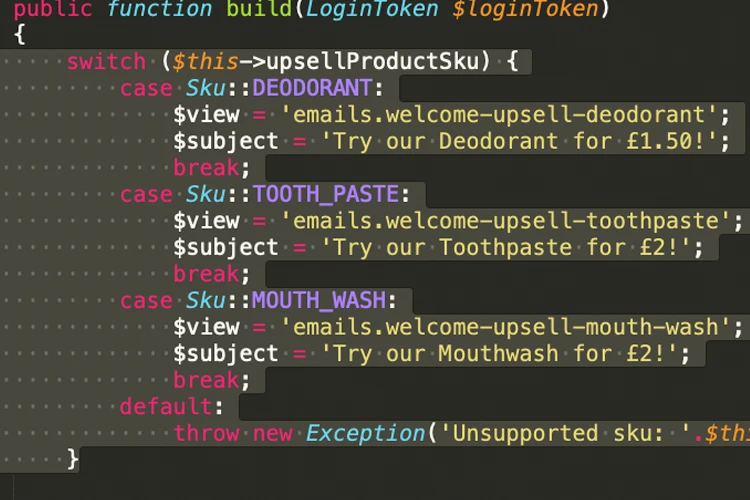 public function build(LoginToken $loginToken)
{
switch ($this->upsellProductSku) {
case Sku::DEODORANT:
$view = 'emails.welcome-upsell-deodorant';
$subject = 'Try our Deodorant for £1.50!';
break;
case Sku::TOOTH_PASTE:
$view = 'emails.welcome-upsell-toothpaste';
$subject = 'Try our Toothpaste for £2!';
break;
case Sku::MOUTH_WASH:
$view = 'emails.welcome-upsell-mouth-wash';
$subject = 'Try our Mouthwash for £2!';
break;
default:
throw new Exception('Unsupported sku: '.$thi
}